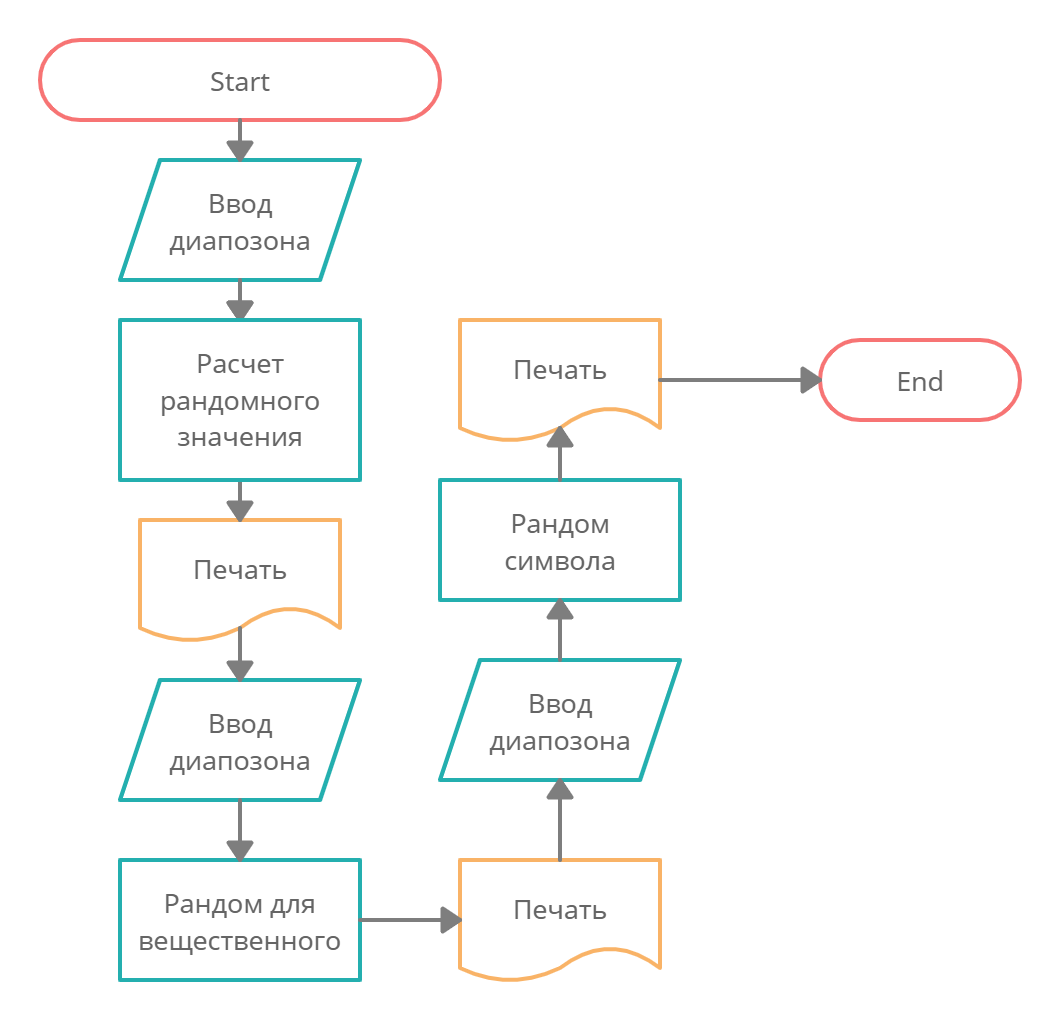 Start
Ввод
диапозона
Расчет
рандомного
значения
Печать
Ввод
диапозона
Рандом для
вещественного
Печать
Ввод
диапозона
Рандом
символа
Печать
End